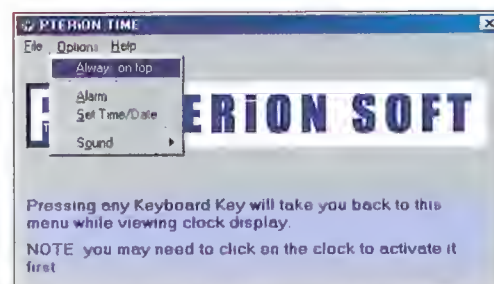 PTERiON TIME
File Options Help
Always on top
Alarm
Set Time/Date
Sound
ERiON SOFT
Pressing any Keyboard Key will take you back to this
menu while viewing clock display.
NOTE you may need to click on the clock to activate it
first